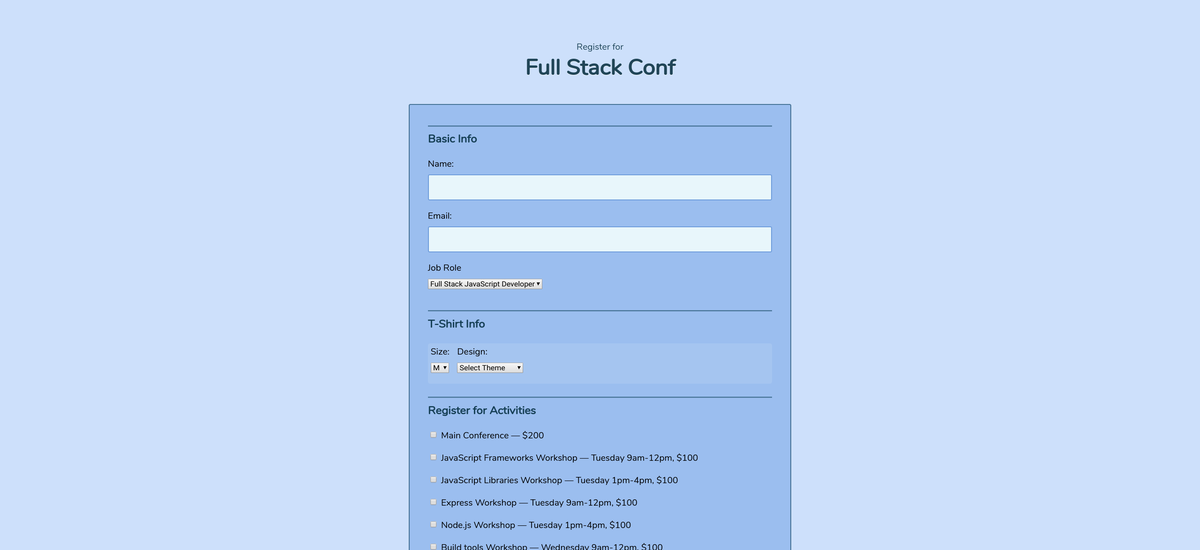 Register for
Full Stack Conf
Basic Info
Name:
Email:
Job Role
Full Stack JavaScript Developer
T-Shirt Info
Size: Design:
M Select Theme
Register for Activities
Main Conference — $200
JavaScript Frameworks Workshop — Tuesday 9am-12pm, $100
JavaScript Libraries Workshop — Tuesday 1pm-4pm, $100
Express Workshop — Tuesday 9am-12pm, $100
Node.js Workshop — Tuesday 1pm-4pm, $100
Build tools Workshop — Wednesday 9am-12pm, $100